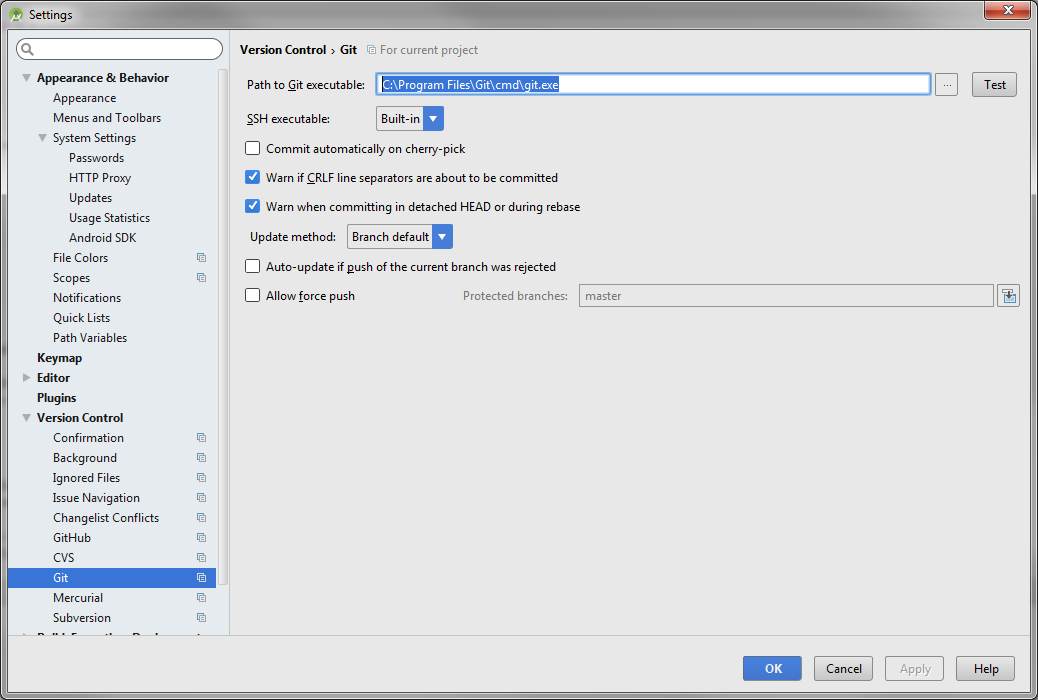 Settings
Appearance & Behavior
Appearance
Menus and Toolbars
System Settings
Passwords
HTTP Proxy
Updates
Usage Statistics
Android SDK
File Colors
Scopes
Notifications
Quick Lists
Path Variables
Keymap
Editor
Plugins
Version Control
Confirmation
Background
Ignored Files
Issue Navigation
Changelist Conflicts
GitHub
CVS
Git
Mercurial
Subversion
Version Control › Git For current project
Path to Git executable: C:\Program Files\Git\cmd\git.exe ... Test
SSH executable: Built-in
Commit automatically on cherry-pick
Warn if CRLF line separators are about to be committed
Warn when committing in detached HEAD or during rebase
Update method: Branch default
Auto-update if push of the current branch was rejected
Allow force push Protected branches: master
OK Cancel Apply Help